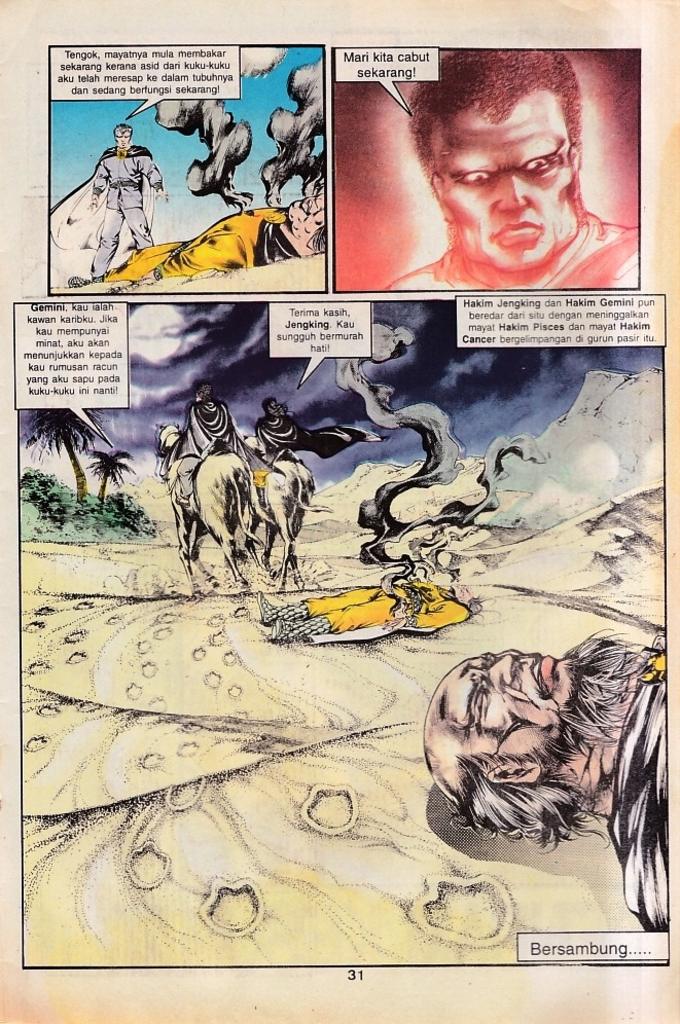 Tengok, mayatnya mula membakar
sekarang kerana asid dari kuku-kuku
aku telah meresap ke dalam tubuhnya
dan sedang berfungsi sekarang!
Mari kita cabut
sekarang!
Gemini, kau ialah
kawan karibku. Jika
kau mempunyai
minat, aku akan
menunjukkan kepada
kau rumusan racun
yang aku sapu pada
kuku-kuku ini nanti!
Terima kasih,
Jengking. Kau
sungguh bermurah
hati!
Hakim Jengking dan Hakim Gemini pun
beredar dari situ dengan meninggalkan
mayat Hakim Pisces dan mayat Hakim
Cancer bergelimpangan di gurun pasir itu.
Bersambung.....
31